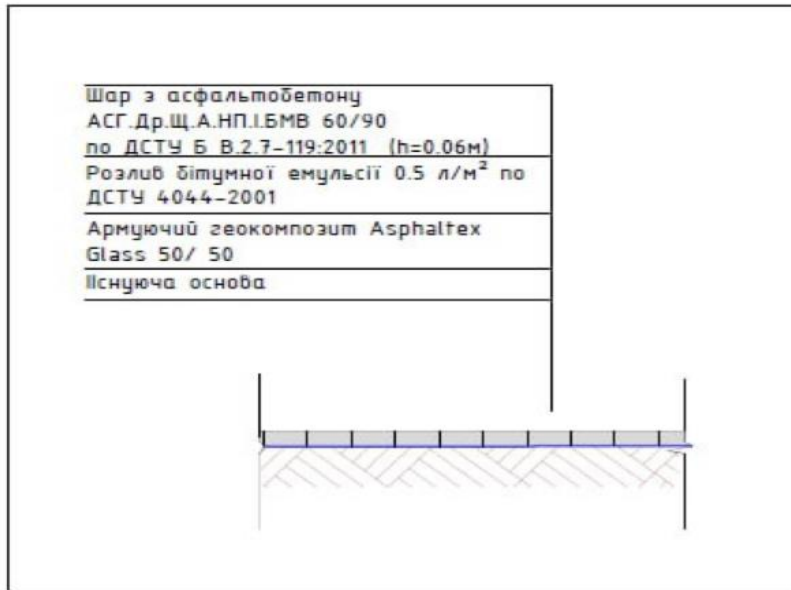 Шар з асфальтобетону
АСГ.Др.Щ.А.НП.І.БМВ 60/90
по ДСТУ Б В.2.7-119:2011 (h=0.06м)
Розлив бітумної емульсії 0.5 л/м² по
ДСТУ 4044-2001
Армуючий геокомпозит Asphaltex
Glass 50/ 50
Існуюча основа